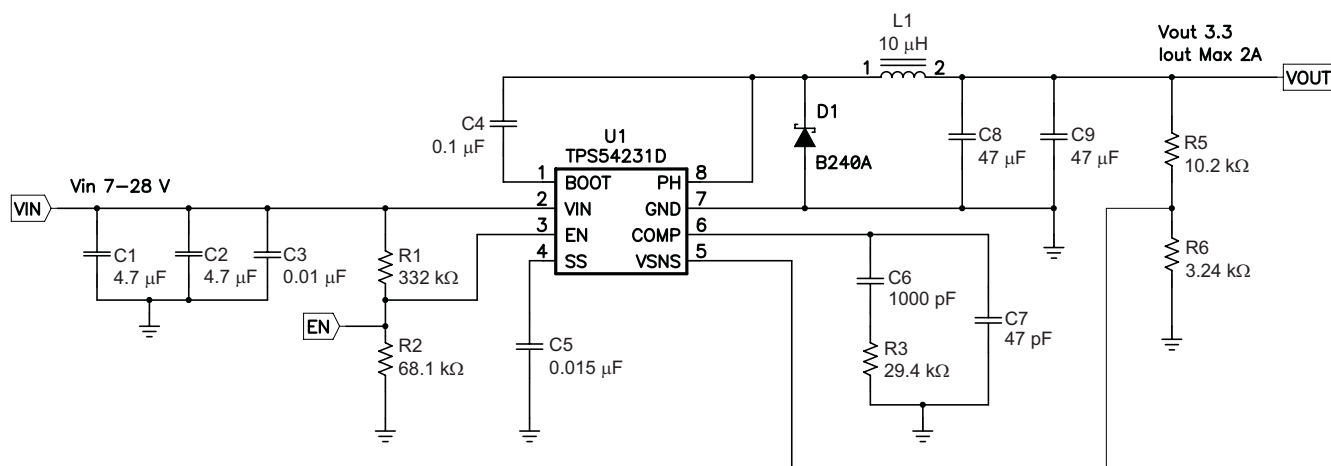 L1
10 μH
1
2
Vout 3.3
Iout Max 2A
VOUT
C4
0.1 μF
U1
TPS54231D
D1
B240A
C8
47 μF
C9
47 μF
R5
10.2 kΩ
1
BOOT
PH
8
Vin 7–28 V
VIN
2
VIN
GND
7
3
EN
COMP
6
4
SS
VSNS
5
C1
4.7 μF
C2
4.7 μF
C3
0.01 μF
R1
332 kΩ
R6
3.24 kΩ
C6
1000 pF
C7
47 pF
EN
R2
68.1 kΩ
C5
0.015 μF
R3
29.4 kΩ